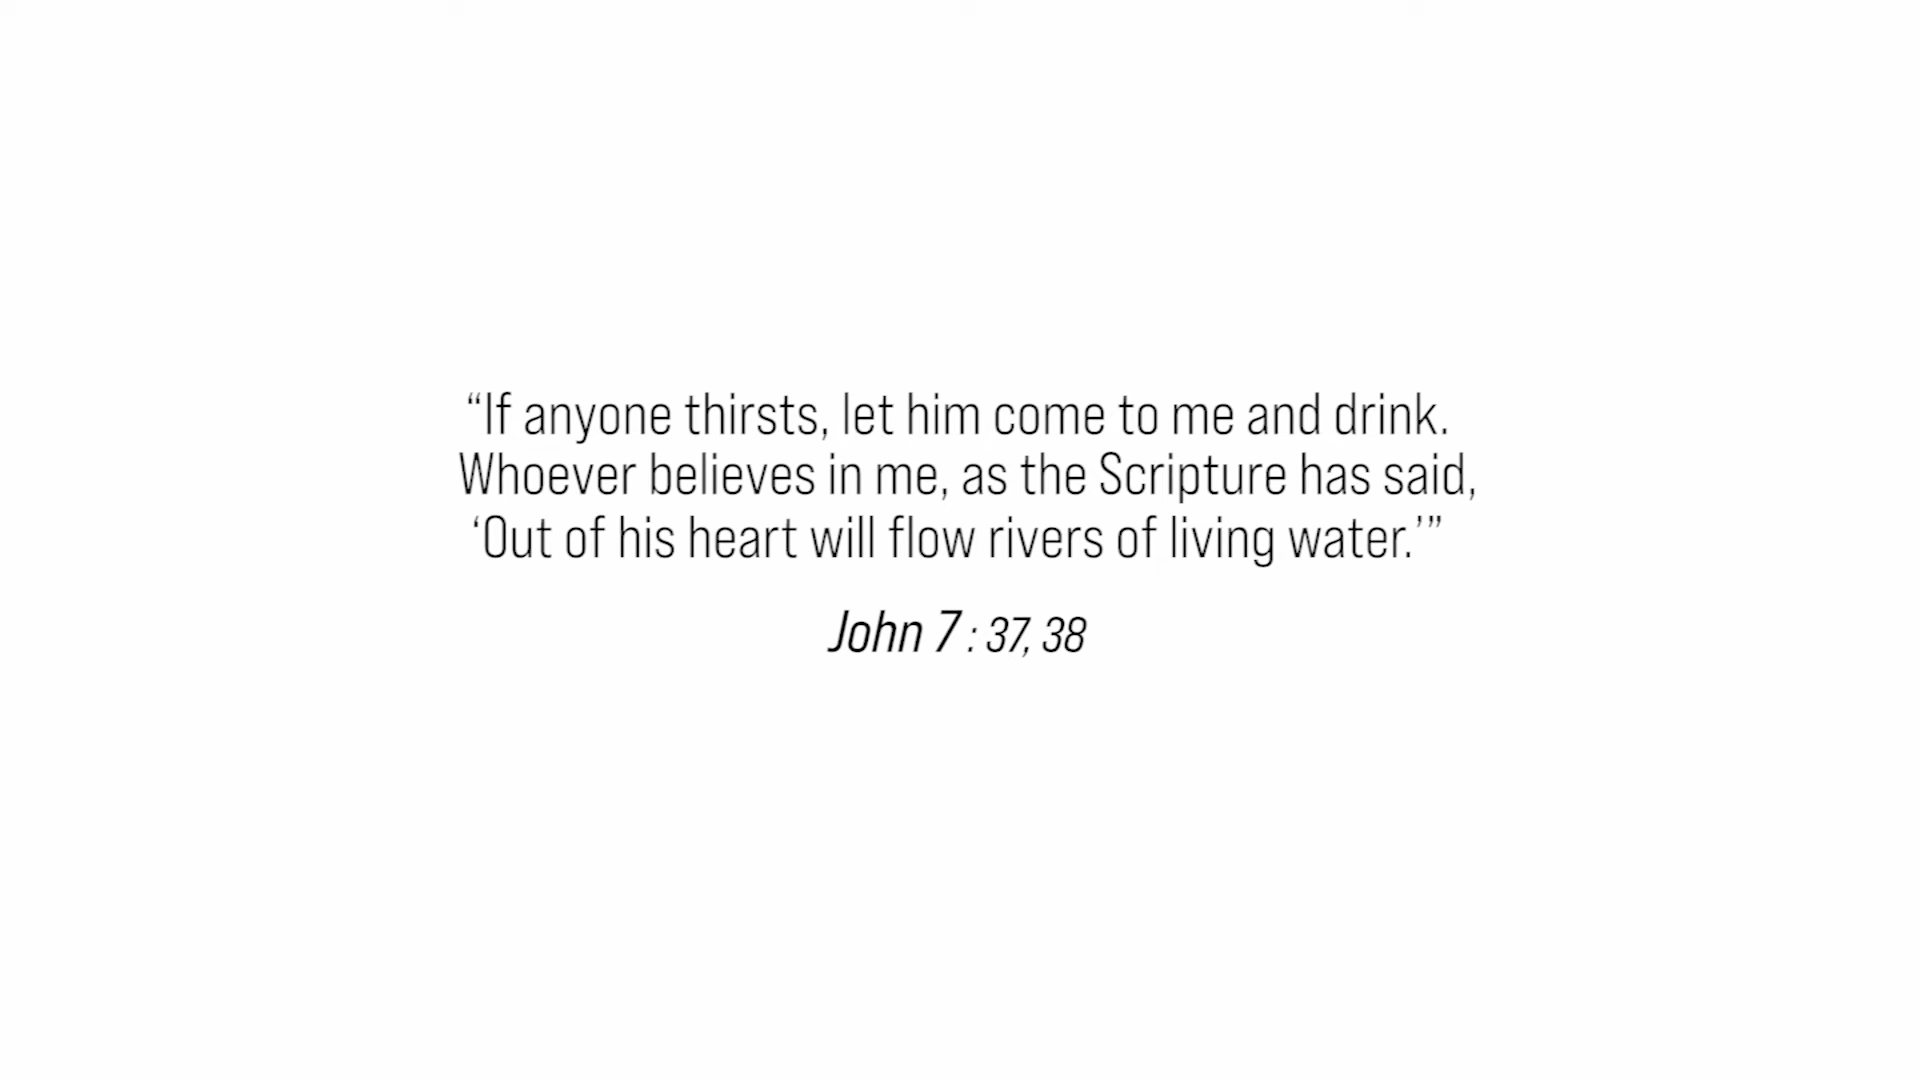 “If anyone thirsts, let him come to me and drink.
Whoever believes in me, as the Scripture has said,
‘Out of his heart will flow rivers of living water.’”
John 7 : 37, 38